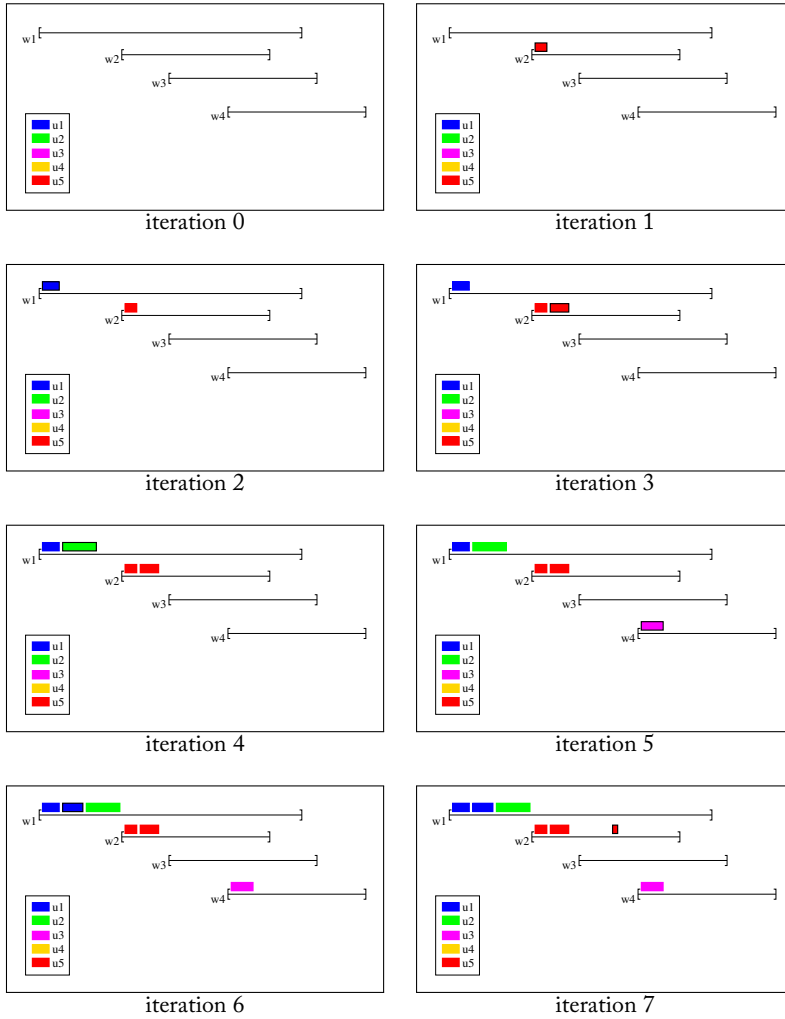 w1
w2
w3
w4
u1
u2
u3
u4
u5
iteration 0
w1
w2
w3
w4
u1
u2
u3
u4
u5
iteration 1
w1
w2
w3
w4
u1
u2
u3
u4
u5
iteration 2
w1
w2
w3
w4
u1
u2
u3
u4
u5
iteration 3
w1
w2
w3
w4
u1
u2
u3
u4
u5
iteration 4
w1
w2
w3
w4
u1
u2
u3
u4
u5
iteration 5
w1
w2
w3
w4
u1
u2
u3
u4
u5
iteration 6
w1
w2
w3
w4
u1
u2
u3
u4
u5
iteration 7